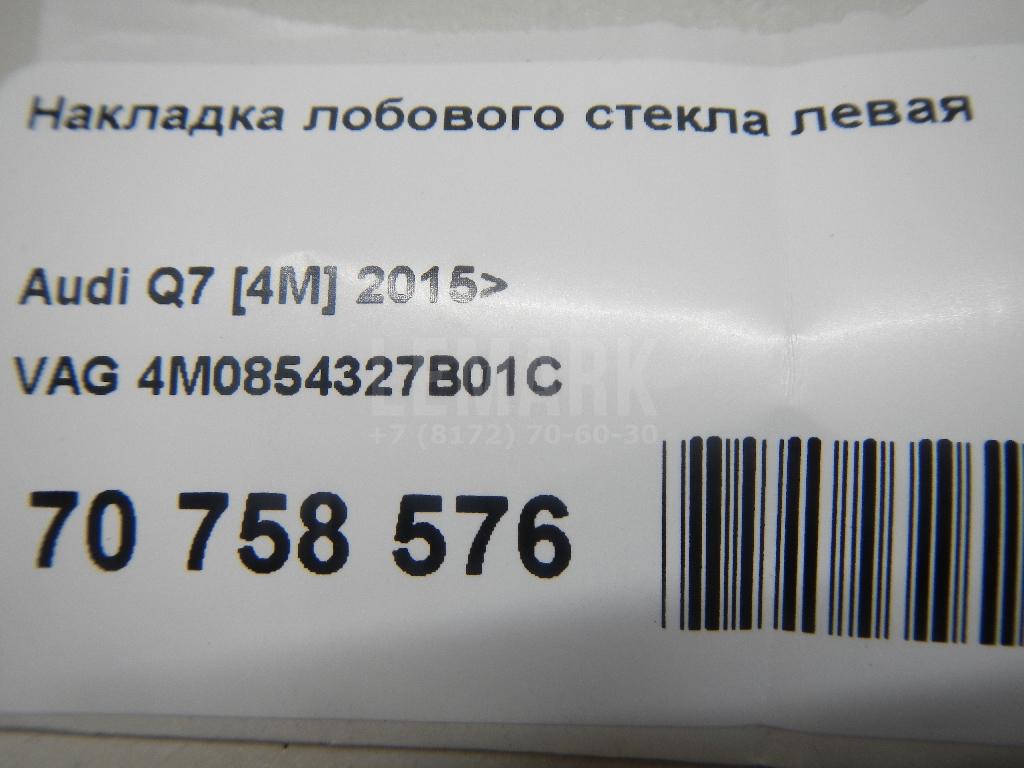 Накладка лобового стекла левая
Audi Q7 [4M] 2015>
VAG 4M0854327B01C
LEMARK
+7 (8172) 70-60-30
70 758 576